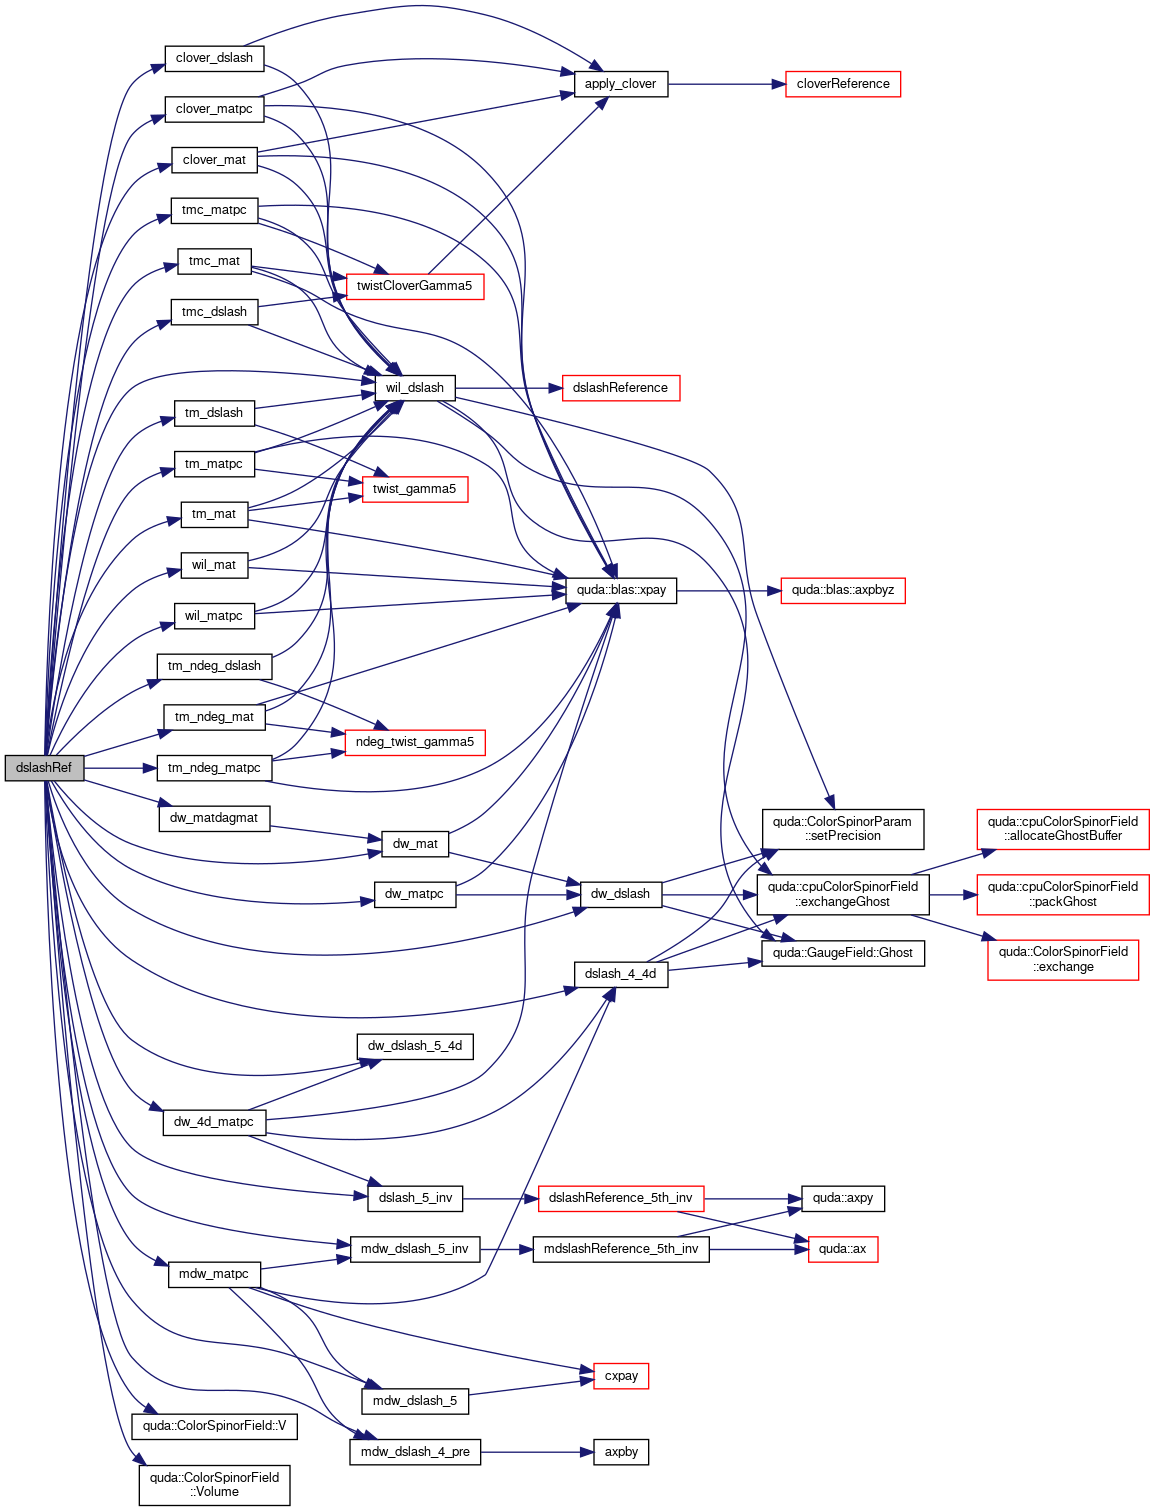 clover_dslash
apply_clover
cloverReference
clover_matpc
clover_mat
tmc_matpc
tmc_mat
twistCloverGamma5
tmc_dslash
wil_dslash
dslashReference
tm_dslash
tm_matpc
twist_gamma5
tm_mat
wil_mat
quda::blas::xpay
quda::blas::axpbyz
wil_matpc
tm_ndeg_dslash
tm_ndeg_mat
ndeg_twist_gamma5
dslashRef
tm_ndeg_matpc
dw_matdagmat
dw_mat
quda::ColorSpinorParam
::setPrecision
quda::cpuColorSpinorField
::allocateGhostBuffer
dw_matpc
dw_dslash
quda::cpuColorSpinorField
::exchangeGhost
quda::cpuColorSpinorField
::packGhost
quda::GaugeField::Ghost
quda::ColorSpinorField
::exchange
dslash_4_4d
dw_dslash_5_4d
dw_4d_matpc
dslash_5_inv
dslashReference_5th_inv
quda::axpy
mdw_dslash_5_inv
mdslashReference_5th_inv
quda::ax
mdw_matpc
cxpay
mdw_dslash_5
quda::ColorSpinorField::V
mdw_dslash_4_pre
axpby
quda::ColorSpinorField
::Volume